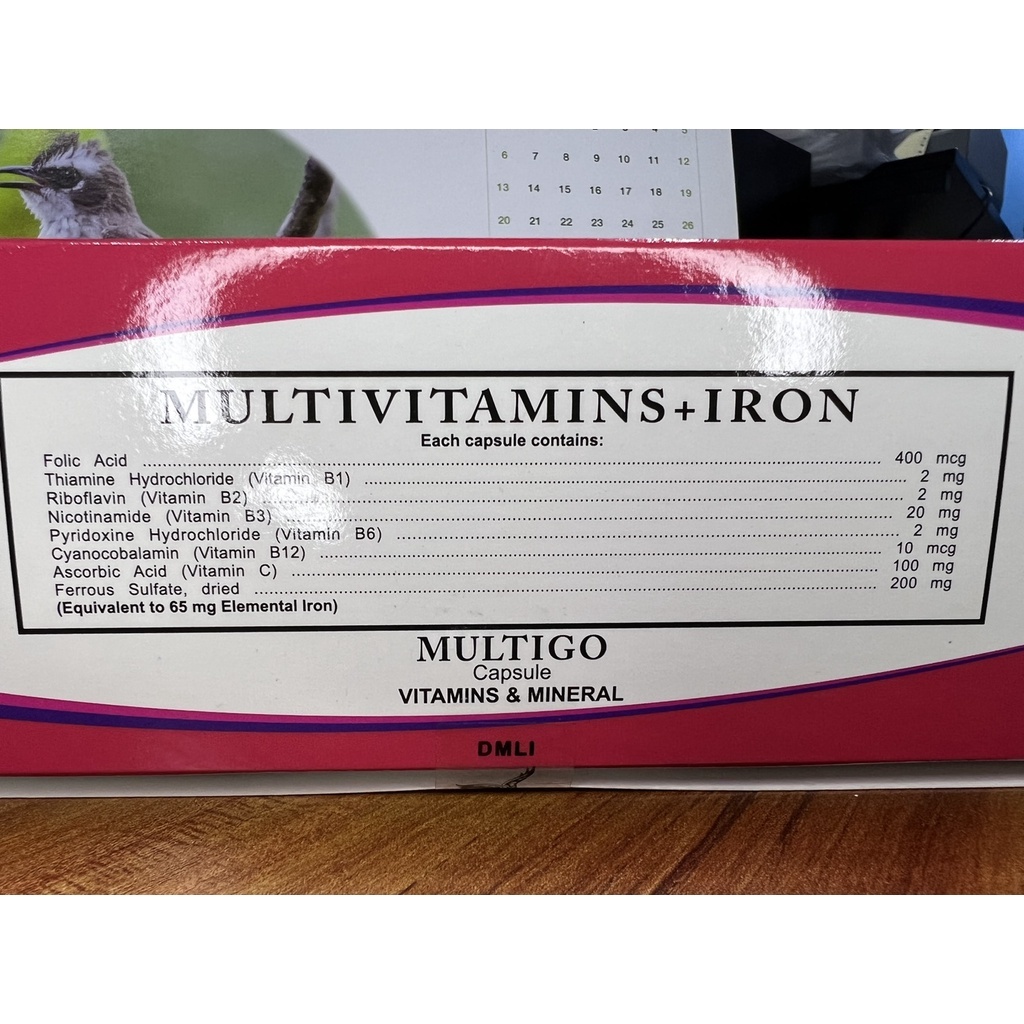 5
6 7 8 9 10 11 12
13 14 15 16 17 18 19
20 21 22 23 24 25 26
MULTIVITAMINS+IRON
Each capsule contains:
Folic Acid ........ 400 mcg
Thiamine Hydrochloride (Vitamin B1) ........ 2 mg
Riboflavin (Vitamin B2) ........ 2 mg
Nicotinamide (Vitamin B3) ........ 20 mg
Pyridoxine Hydrochloride (Vitamin B6) ........ 2 mg
Cyanocobalamin (Vitamin B12) ........ 10 mcg
Ascorbic Acid (Vitamin C) ........ 100 mg
Ferrous Sulfate, dried ........ 200 mg
(Equivalent to 65 mg Elemental Iron)
MULTIGO
Capsule
VITAMINS & MINERAL
DMLI